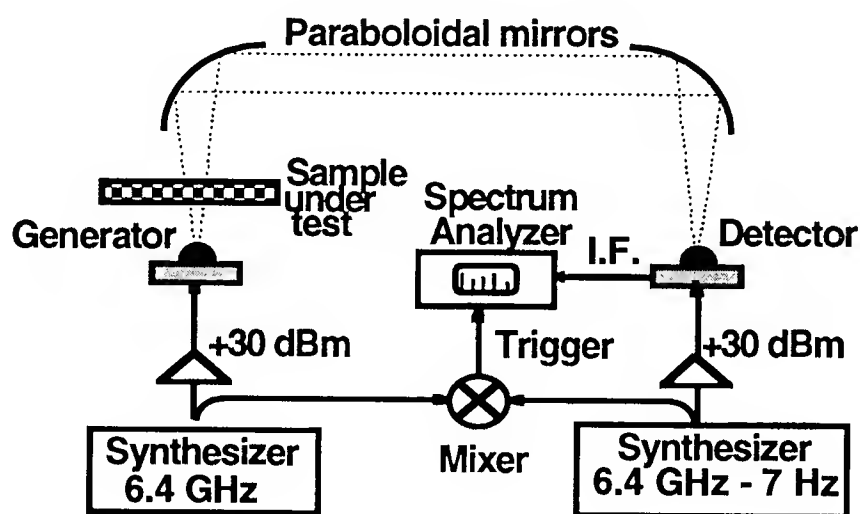 Paraboloidal mirrors
Sample
under
test
Generator
Spectrum
Analyzer
I.F.
Detector
+30 dBm
Trigger
+30 dBm
Mixer
Synthesizer
6.4 GHz
Synthesizer
6.4 GHz - 7 Hz